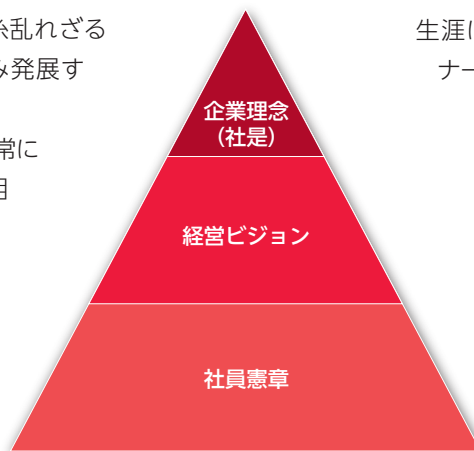 糸乱れざる
み発展す
常に
生涯に
ナー
企業理念
（社是）
経営ビジョン
社員憲章